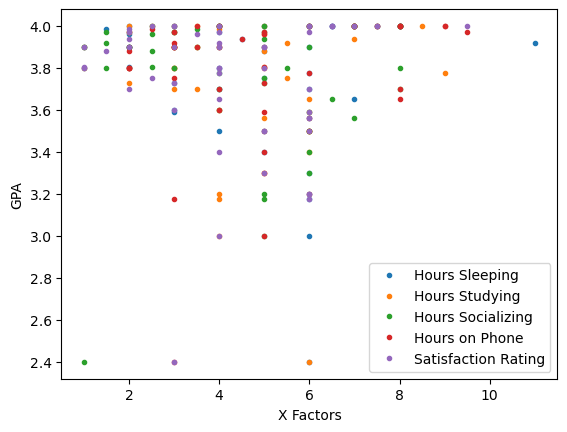 4.0
3.8
3.6
3.4
3.2
3.0
2.8
2.6
2.4
GPA
2 4 6 8 10
X Factors
Hours Sleeping
Hours Studying
Hours Socializing
Hours on Phone
Satisfaction Rating